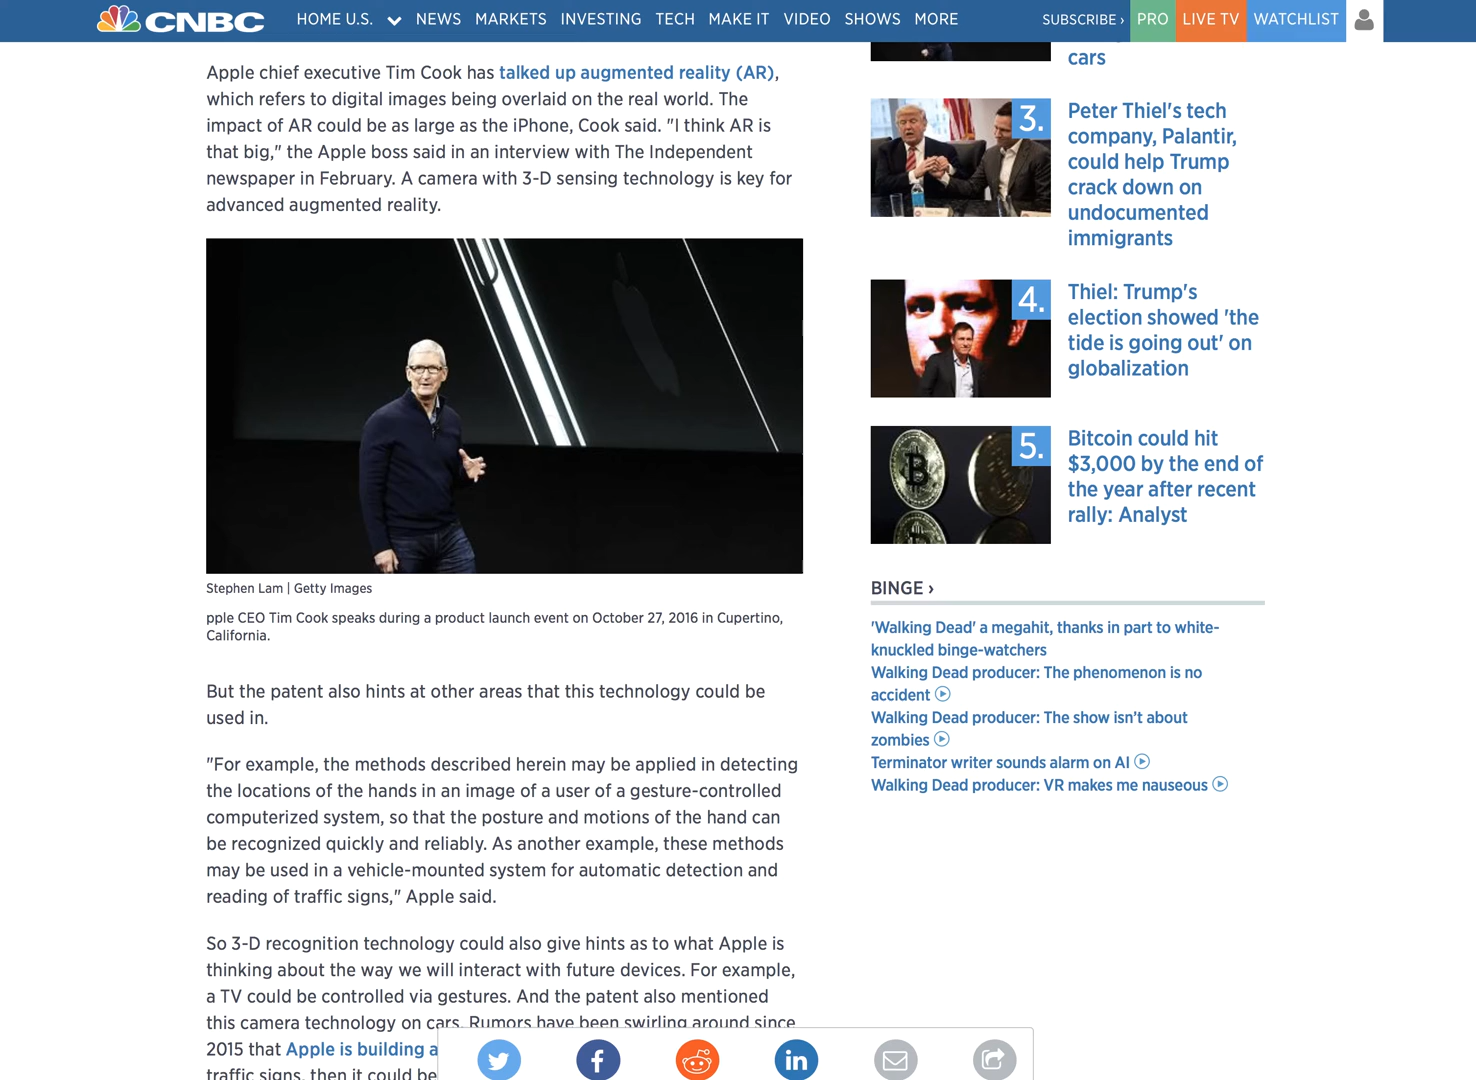 CNBC
HOME U.S. NEWS MARKETS INVESTING TECH MAKE IT VIDEO SHOWS MORE SUBSCRIBE › PRO LIVE TV WATCHLIST
Apple chief executive Tim Cook has talked up augmented reality (AR),
which refers to digital images being overlaid on the real world. The
impact of AR could be as large as the iPhone, Cook said. "I think AR is
that big," the Apple boss said in an interview with The Independent
newspaper in February. A camera with 3-D sensing technology is key for
advanced augmented reality.
Stephen Lam | Getty Images
pple CEO Tim Cook speaks during a product launch event on October 27, 2016 in Cupertino,
California.
But the patent also hints at other areas that this technology could be
used in.
"For example, the methods described herein may be applied in detecting
the locations of the hands in an image of a user of a gesture-controlled
computerized system, so that the posture and motions of the hand can
be recognized quickly and reliably. As another example, these methods
may be used in a vehicle-mounted system for automatic detection and
reading of traffic signs," Apple said.
So 3-D recognition technology could also give hints as to what Apple is
thinking about the way we will interact with future devices. For example,
a TV could be controlled via gestures. And the patent also mentioned
this camera technology on cars. Rumors have been swirling around since
2015 that Apple is building a
traffic signs, then it could be
cars
3.
Peter Thiel's tech
company, Palantir,
could help Trump
crack down on
undocumented
immigrants
4.
Thiel: Trump's
election showed 'the
tide is going out' on
globalization
5.
Bitcoin could hit
$3,000 by the end of
the year after recent
rally: Analyst
BINGE ›
'Walking Dead' a megahit, thanks in part to white-
knuckled binge-watchers
Walking Dead producer: The phenomenon is no
accident
Walking Dead producer: The show isn't about
zombies
Terminator writer sounds alarm on AI
Walking Dead producer: VR makes me nauseous